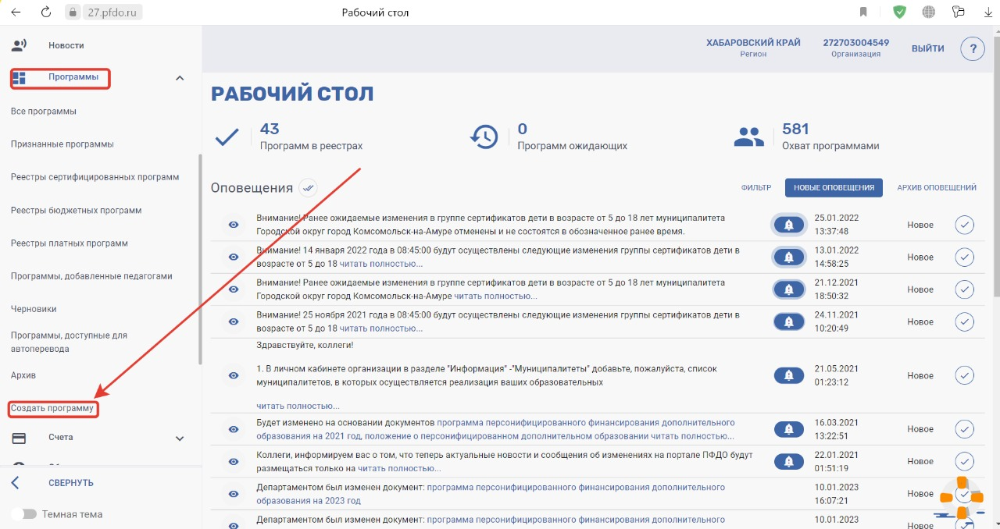 27.pfdo.ru
Рабочий стол
Новости
Программы
Все программы
Признанные программы
Реестры сертифицированных программ
Реестры бюджетных программ
Реестры платных программ
Программы, добавленные педагогами
Черновики
Программы, доступные для
автоперевода
Архив
Создать программу
Счета
СВЕРНУТЬ
Темная тема
ХАБАРОВСКИЙ КРАЙ
Регион
272703004549
Организация
ВЫЙТИ
?
РАБОЧИЙ СТОЛ
43
Программ в реестрах
0
Программ ожидающих
581
Охват программами
Оповещения
ФИЛЬТР
НОВЫЕ ОПОВЕЩЕНИЯ
АРХИВ ОПОВЕЩЕНИЙ
Внимание! Ранее ожидаемые изменения в группе сертификатов дети в возрасте от 5 до 18 лет муниципалитета
Городской округ город Комсомольск-на-Амуре отменены и не состоятся в обозначенное ранее время.
25.01.2022
13:37:48
Новое
Внимание! 14 января 2022 года в 08:45:00 будут осуществлены следующие изменения группы сертификатов дети в
возрасте от 5 до 18 читать полностью...
13.01.2022
14:58:25
Новое
Внимание! Ранее ожидаемые изменения в группе сертификатов дети в возрасте от 5 до 18 лет муниципалитета
Городской округ город Комсомольск-на-Амуре читать полностью...
21.12.2021
18:50:32
Новое
Внимание! 25 ноября 2021 года в 08:45:00 будут осуществлены следующие изменения группы сертификатов дети в
возрасте от 5 до 18 читать полностью...
24.11.2021
10:20:49
Новое
Здравствуйте, коллеги!
1. В личном кабинете организации в разделе "Информация" -"Муниципалитеты" добавьте, пожалуйста, список
муниципалитетов, в которых осуществляется реализация ваших образовательных
читать полностью...
21.05.2021
01:23:12
Новое
Будет изменено на основании документов программа персонифицированного финансирования дополнительного
образования на 2021 год, положение о персонифицированном дополнительном образовании читать полностью...
16.03.2021
13:22:51
Новое
Коллеги, информируем вас о том, что теперь актуальные новости и сообщения об изменениях на портале ПФДО будут
размещаться только на читать полностью...
22.01.2021
01:51:19
Новое
Департаментом был изменен документ: программа персонифицированного финансирования дополнительного
образования на 2023 год
10.01.2023
16:07:21
Новое
Департаментом был изменен документ: программа персонифицированного финансирования дополнительного
10.01.2023
Новое